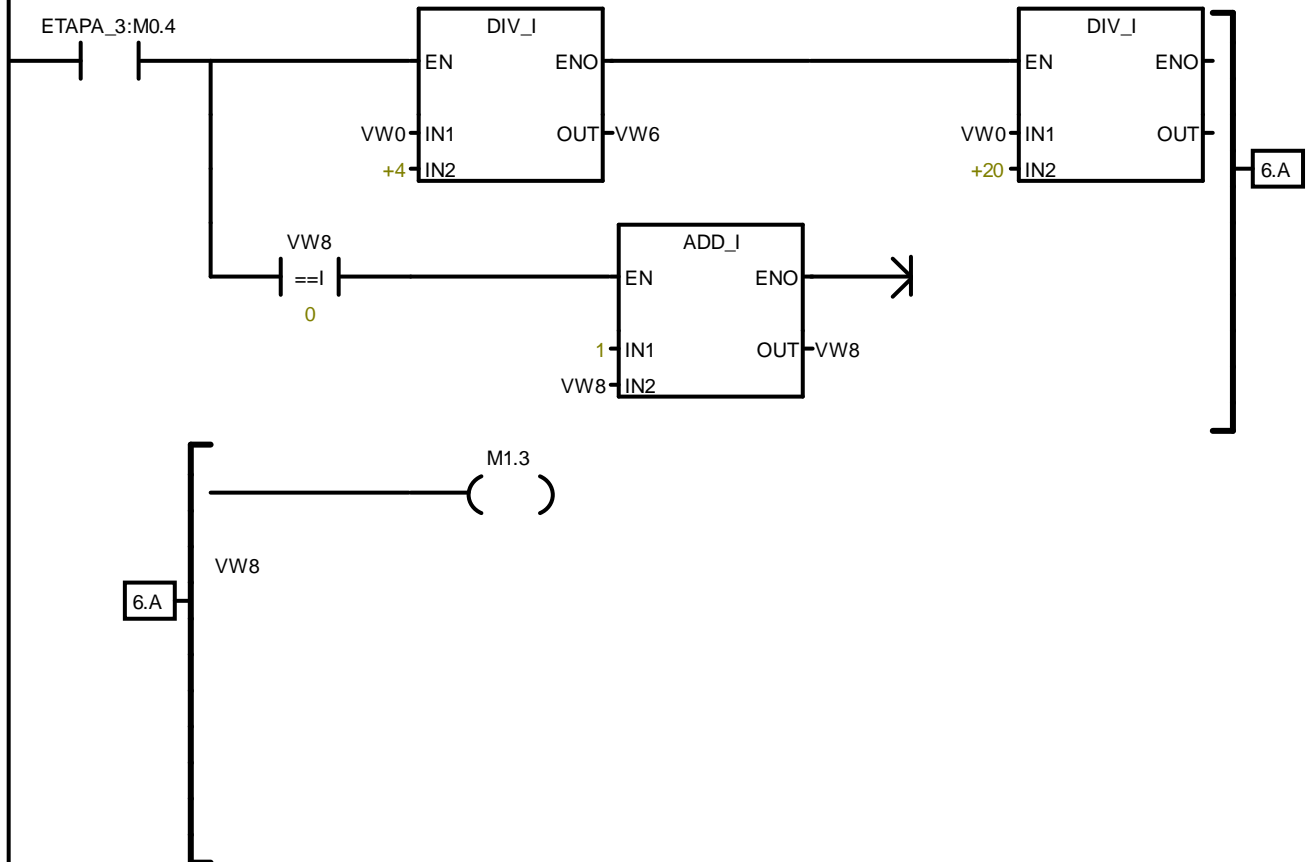 ETAPA_3:M0.4
DIV_I
DIV_I
EN ENO
EN ENO
VW0 IN1 OUT VW6
VW0 IN1 OUT
+4 IN2
+20 IN2
6.A
VW8
==I
0
ADD_I
EN ENO
1 IN1 OUT VW8
VW8 IN2
M1.3
VW8
6.A